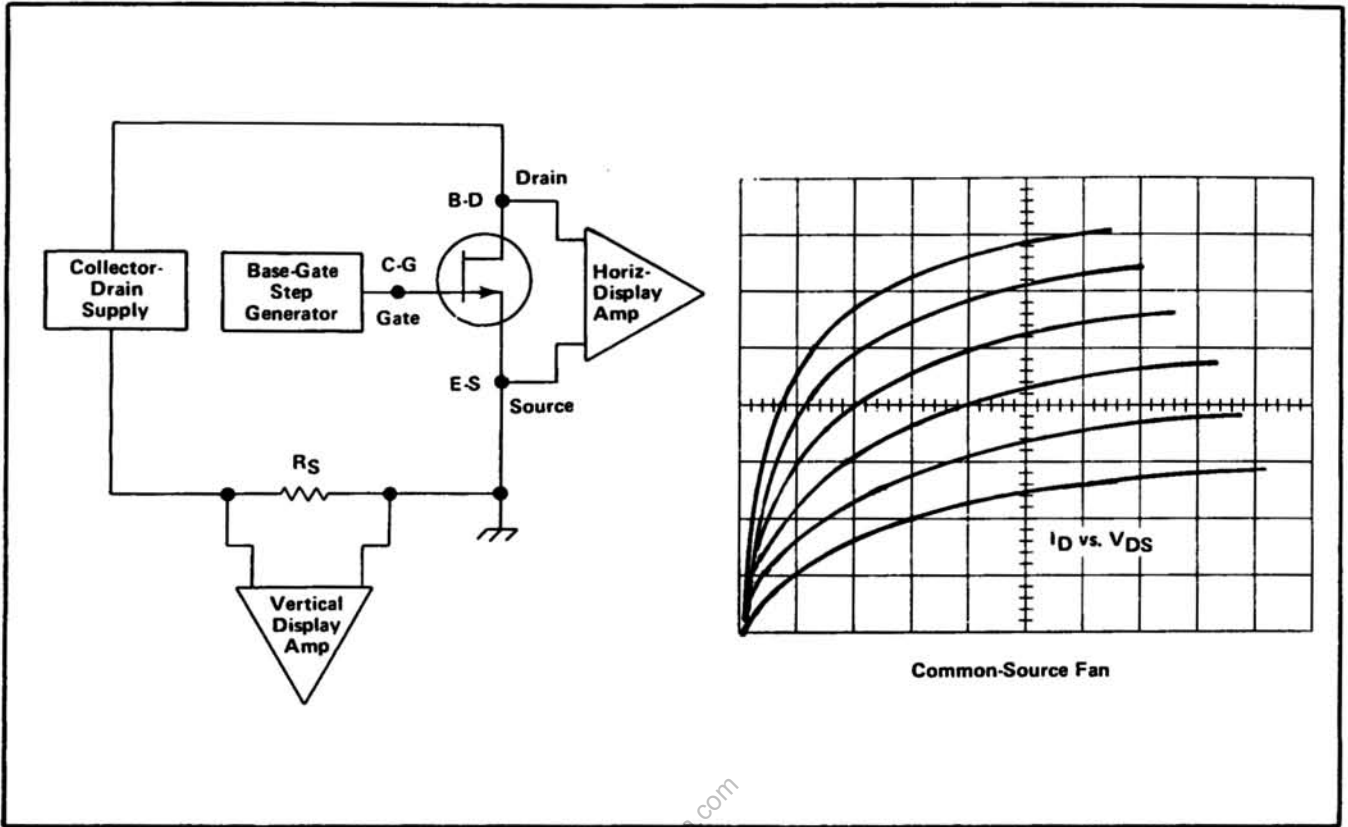 Drain
B-D
Collector-
Drain
Supply
Base-Gate
Step
Generator
C-G
Gate
Horiz-
Display
Amp
E-S
Source
RS
Vertical
Display
Amp
ID vs. VDS
Common-Source Fan
.com